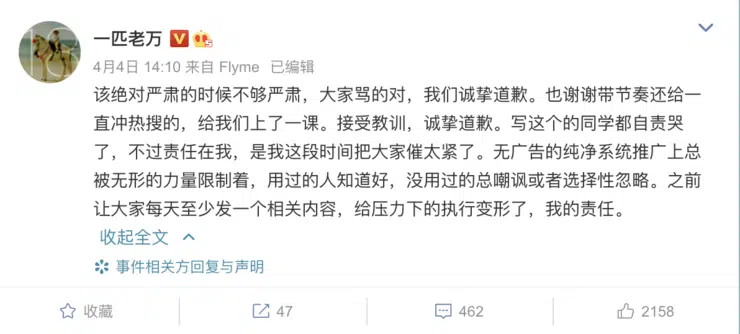 一匹老万
4月4日 14:10 来自 Flyme 已编辑
该绝对严肃的时候不够严肃，大家骂的对，我们诚挚道歉。也谢谢带节奏还给一
直冲热搜的，给我们上了一课。接受教训，诚挚道歉。写这个的同学都自责哭
了，不过责任在我，是我这段时间把大家催太紧了。无广告的纯净系统推广上总
被无形的力量限制着，用过的人知道好，没用过的总嘲讽或者选择性忽略。之前
让大家每天至少发一个相关内容，给压力下的执行变形了，我的责任。
收起全文
事件相关方回复与声明
收藏 47 462 2158